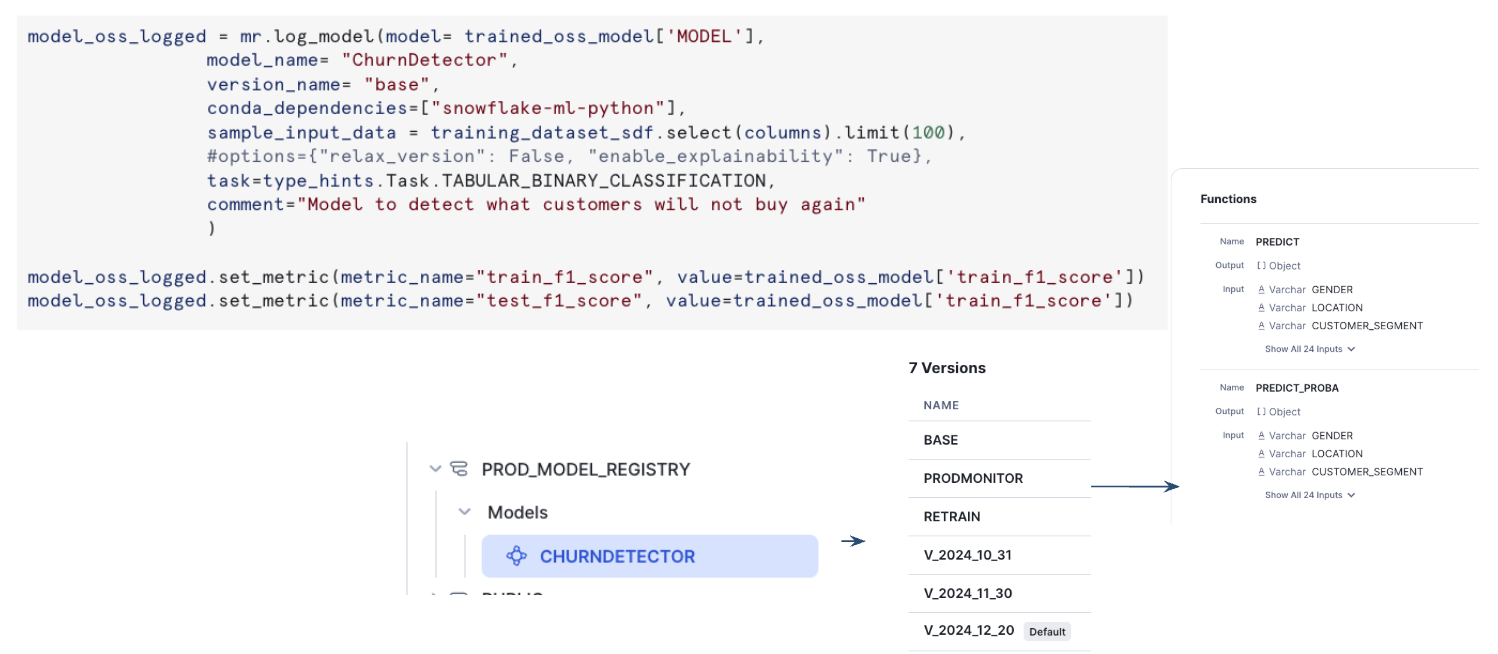 model_oss_logged = mr.log_model(model= trained_oss_model['MODEL'],
model_name= "ChurnDetector",
version_name= "base",
conda_dependencies=["snowflake-ml-python"],
sample_input_data = training_dataset_sdf.select(columns).limit(100),
#options={"relax_version": False, "enable_explainability": True},
task=type_hints.Task.TABULAR_BINARY_CLASSIFICATION,
comment="Model to detect what customers will not buy again"
)
model_oss_logged.set_metric(metric_name="train_f1_score", value=trained_oss_model['train_f1_score'])
model_oss_logged.set_metric(metric_name="test_f1_score", value=trained_oss_model['train_f1_score'])
PROD_MODEL_REGISTRY
Models
CHURNDETECTOR
7 Versions
NAME
BASE
PRODMONITOR
RETRAIN
V_2024_10_31
V_2024_11_30
V_2024_12_20 Default
Functions
Name PREDICT
Output [ ] Object
Input A Varchar GENDER
A Varchar LOCATION
A Varchar CUSTOMER_SEGMENT
Show All 24 Inputs
Name PREDICT_PROBA
Output [ ] Object
Input A Varchar GENDER
A Varchar LOCATION
A Varchar CUSTOMER_SEGMENT
Show All 24 Inputs